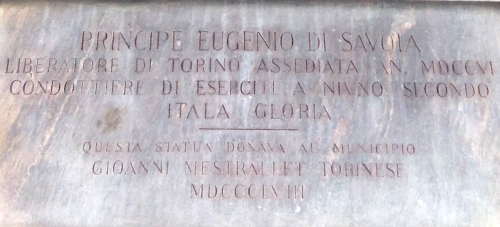 PRINCIPE EUGENIO DI SAVOIA
LIBERATORE DI TORINO ASSEDIATA AN. MDCCVI
CONDOTTIERE DI ESERCITI A NIUNO SECONDO
ITALA GLORIA
QUESTA STATUA DONAVA AL MUNICIPIO
GIOANNI MESTRALLET TORINESE
MDCCCLVIII